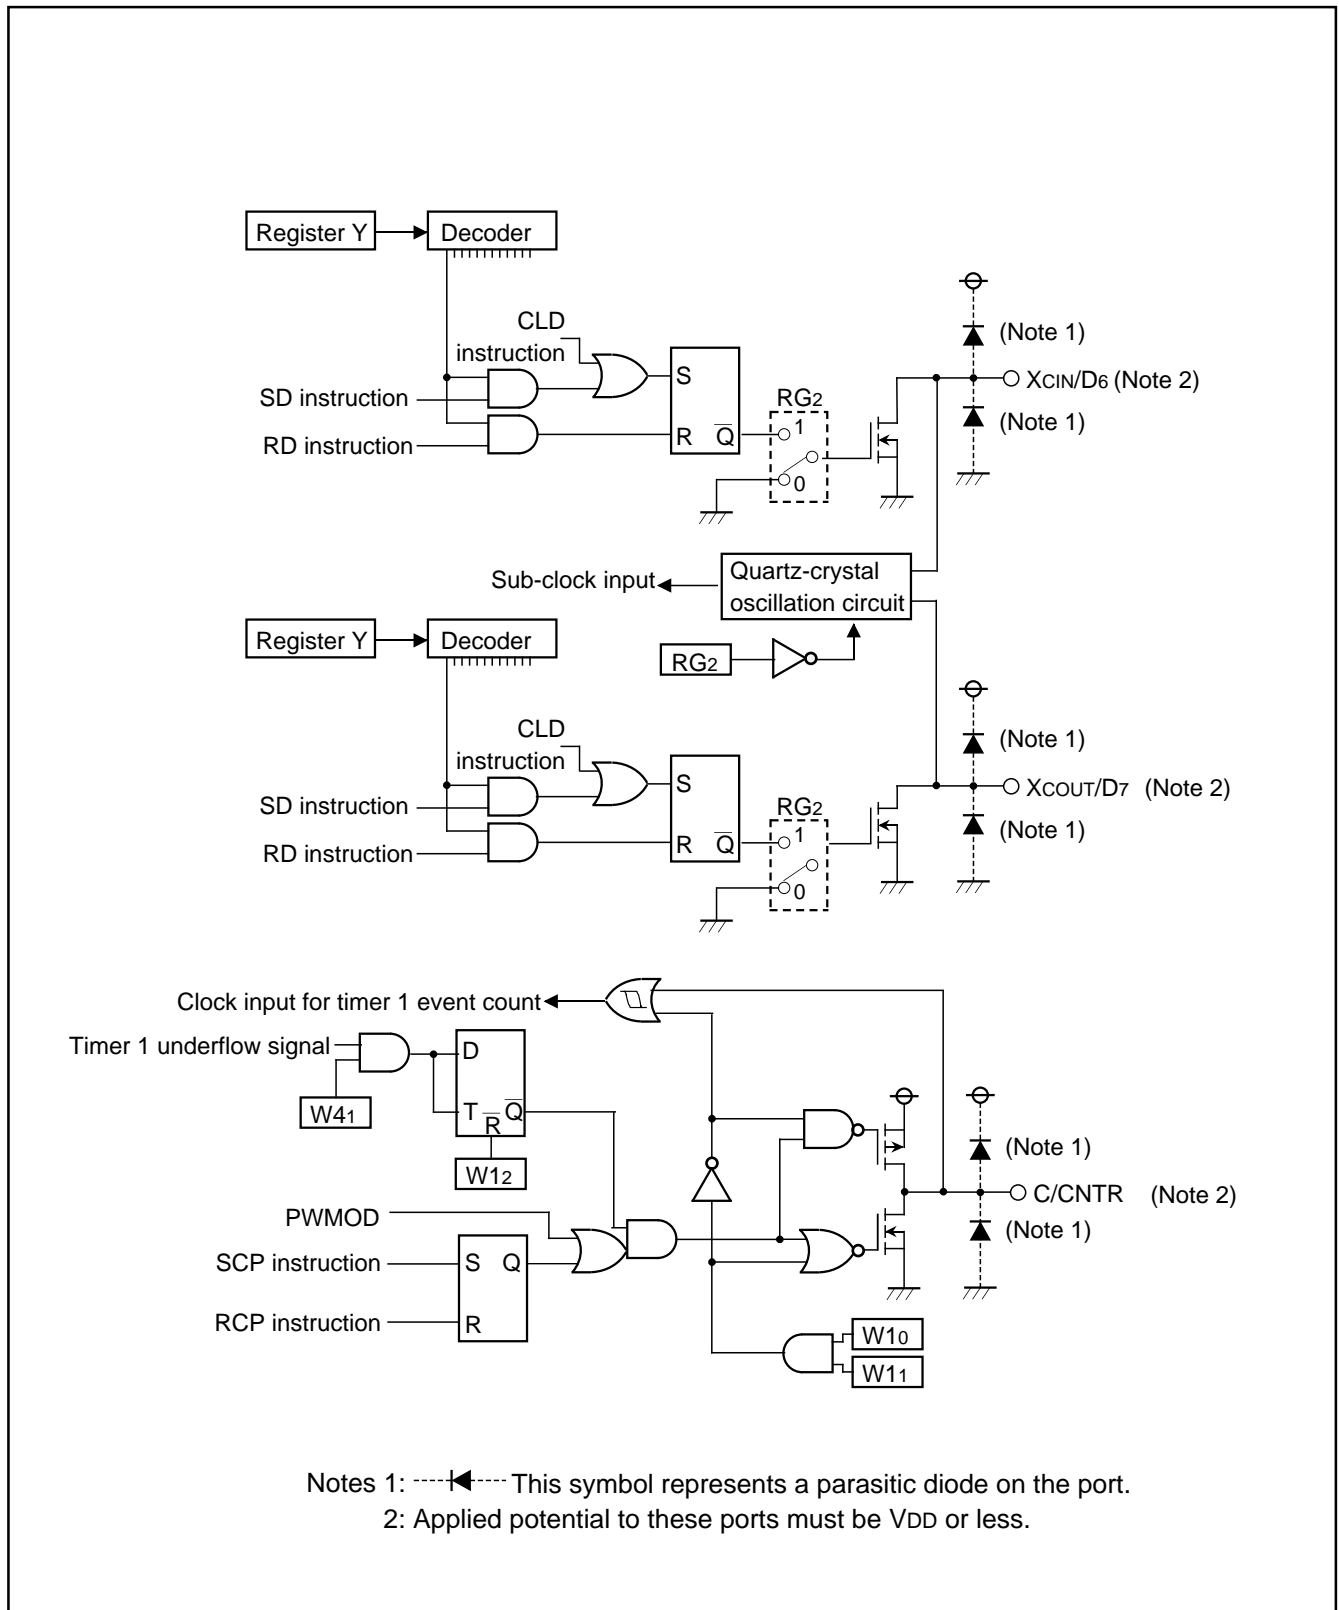 Register Y
Decoder
CLD
instruction
SD instruction
RD instruction
S
R
Q
RG2
1
0
(Note 1)
XCIN/D6 (Note 2)
(Note 1)
Sub-clock input
Quartz-crystal
oscillation circuit
RG2
Register Y
Decoder
CLD
instruction
SD instruction
RD instruction
S
R
Q
RG2
1
0
(Note 1)
XCOUT/D7 (Note 2)
(Note 1)
Clock input for timer 1 event count
Timer 1 underflow signal
W41
D
T
R
Q
W12
PWMOD
SCP instruction
RCP instruction
S
Q
R
(Note 1)
C/CNTR (Note 2)
(Note 1)
W10
W11
Notes 1: This symbol represents a parasitic diode on the port.
2: Applied potential to these ports must be VDD or less.